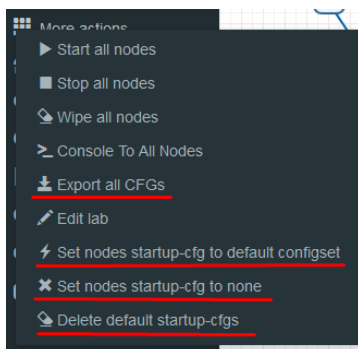 More actions
Start all nodes
Stop all nodes
Wipe all nodes
Console To All Nodes
Export all CFGs
Edit lab
Set nodes startup-cfg to default configset
Set nodes startup-cfg to none
Delete default startup-cfgs